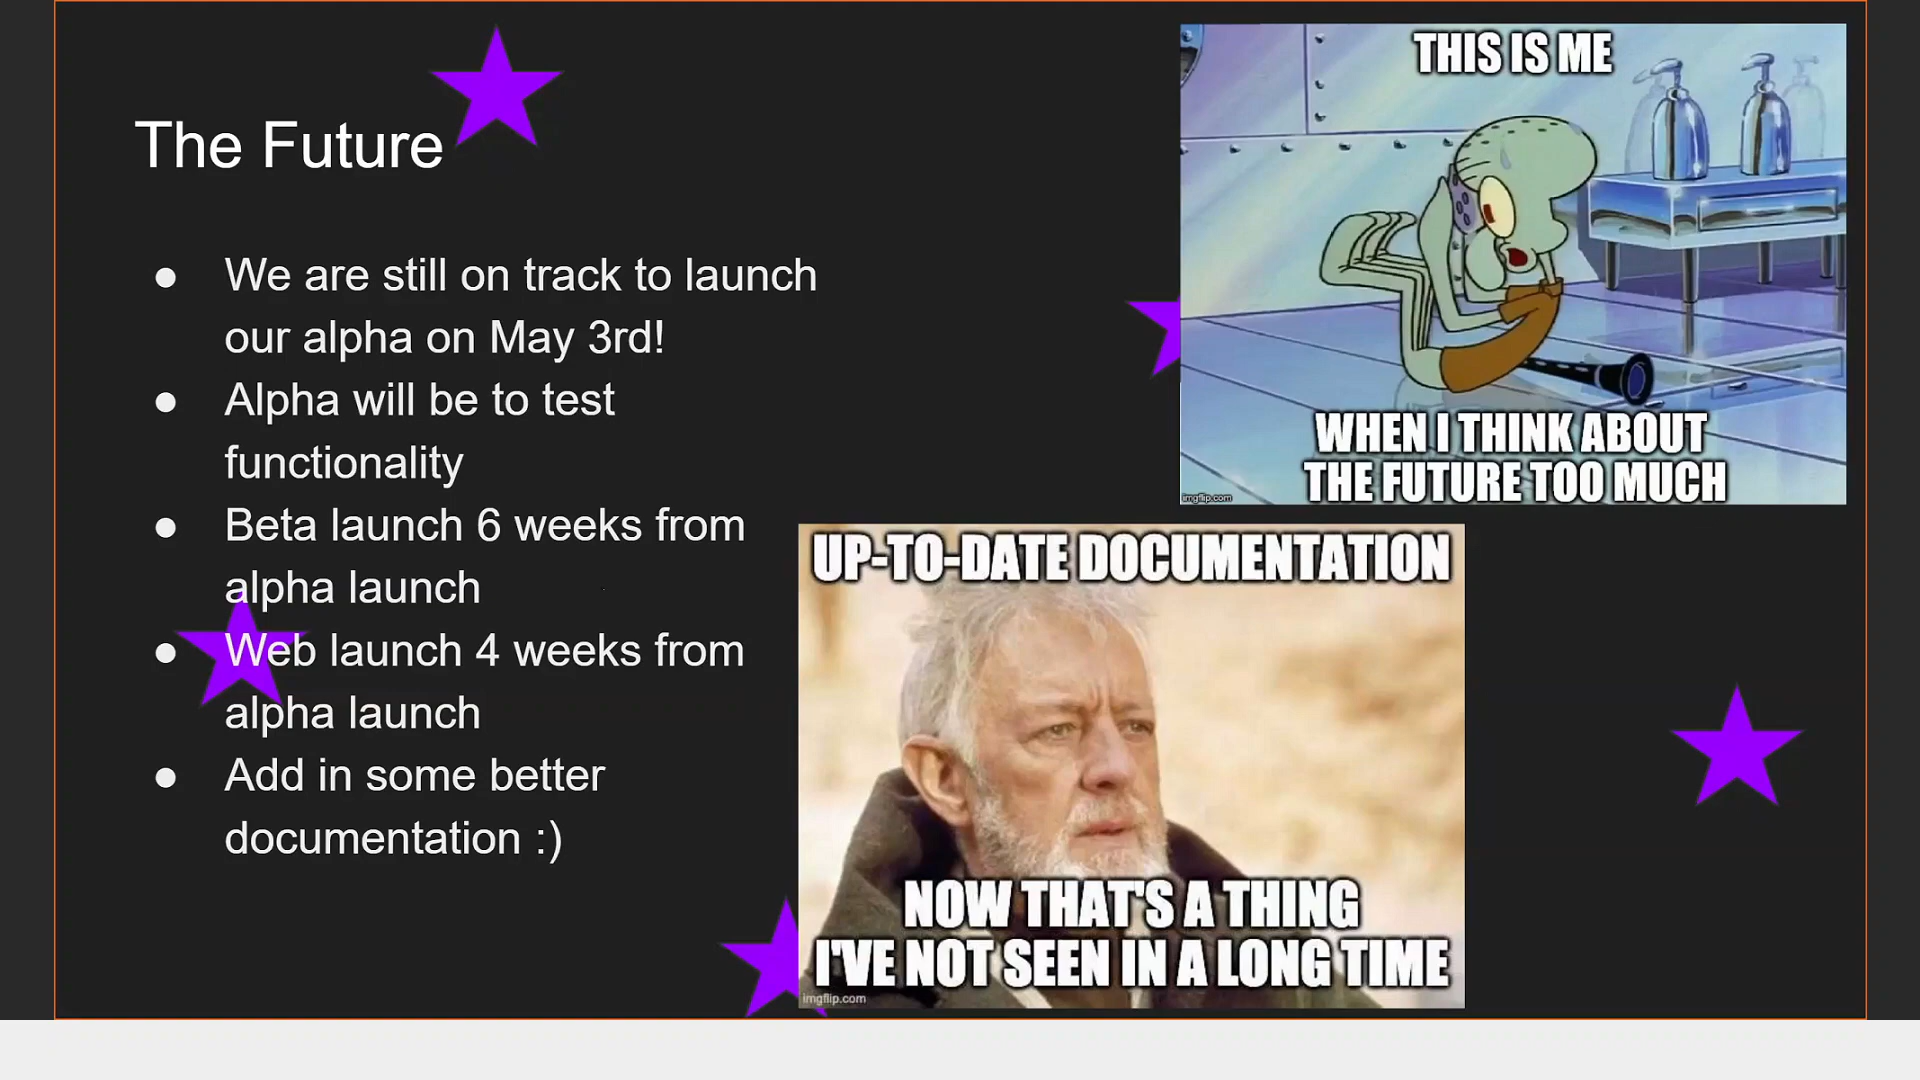 The Future
We are still on track to launch
our alpha on May 3rd!
Alpha will be to test
functionality
Beta launch 6 weeks from
alpha launch
Web launch 4 weeks from
alpha launch
Add in some better
documentation :)
THIS IS ME
WHEN I THINK ABOUT
THE FUTURE TOO MUCH
imgflip.com
UP-TO-DATE DOCUMENTATION
NOW THAT'S A THING
I'VE NOT SEEN IN A LONG TIME
imgflip.com